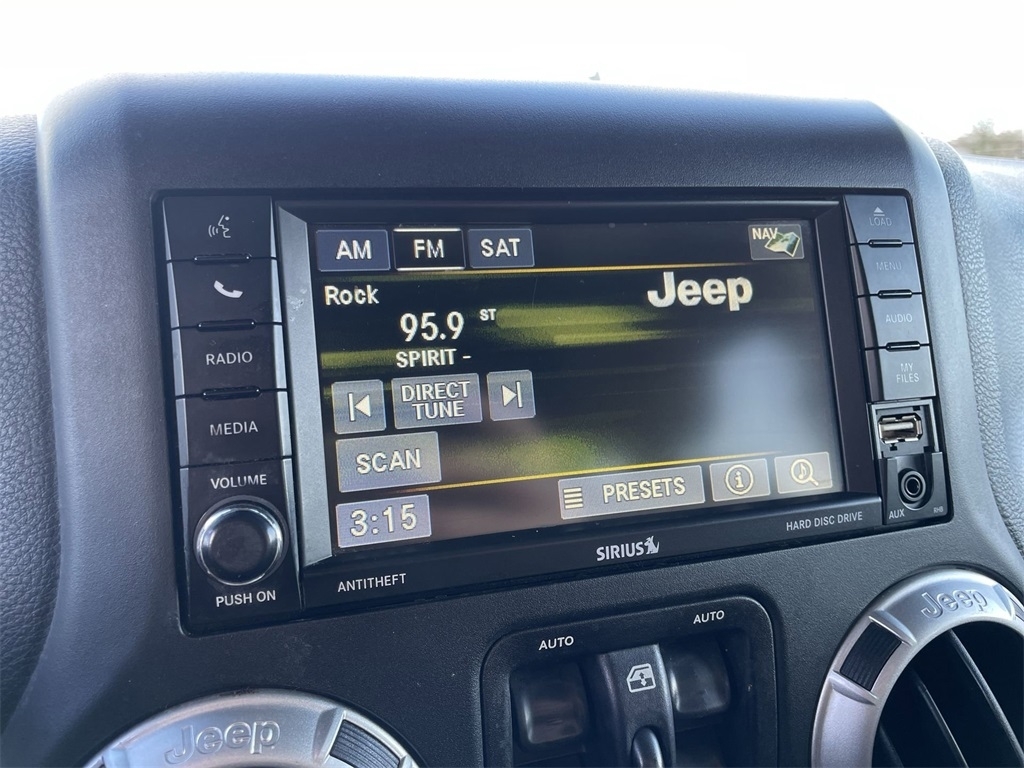 AM FM SAT NAV
Rock Jeep
95.9 ST
SPIRIT -
DIRECT
TUNE
SCAN
PRESETS
3:15
RADIO
MEDIA
VOLUME
PUSH ON
ANTITHEFT
SIRIUS
HARD DISC DRIVE
LOAD
MENU
AUDIO
MY
FILES
AUX RHB
AUTO AUTO
Jeep
Jeep